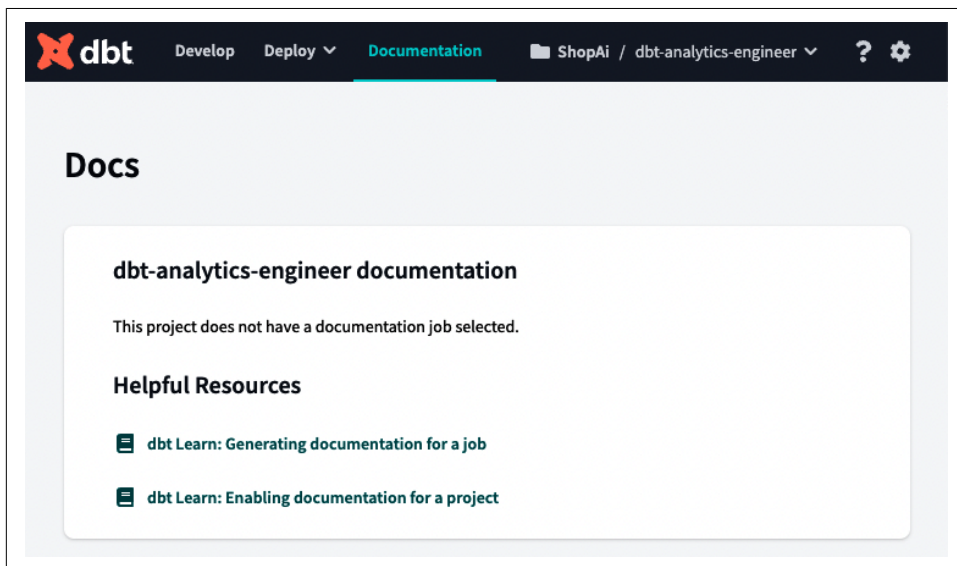 dbt Develop Deploy Documentation ShopAi / dbt-analytics-engineer ?
Docs
dbt-analytics-engineer documentation
This project does not have a documentation job selected.
Helpful Resources
dbt Learn: Generating documentation for a job
dbt Learn: Enabling documentation for a project